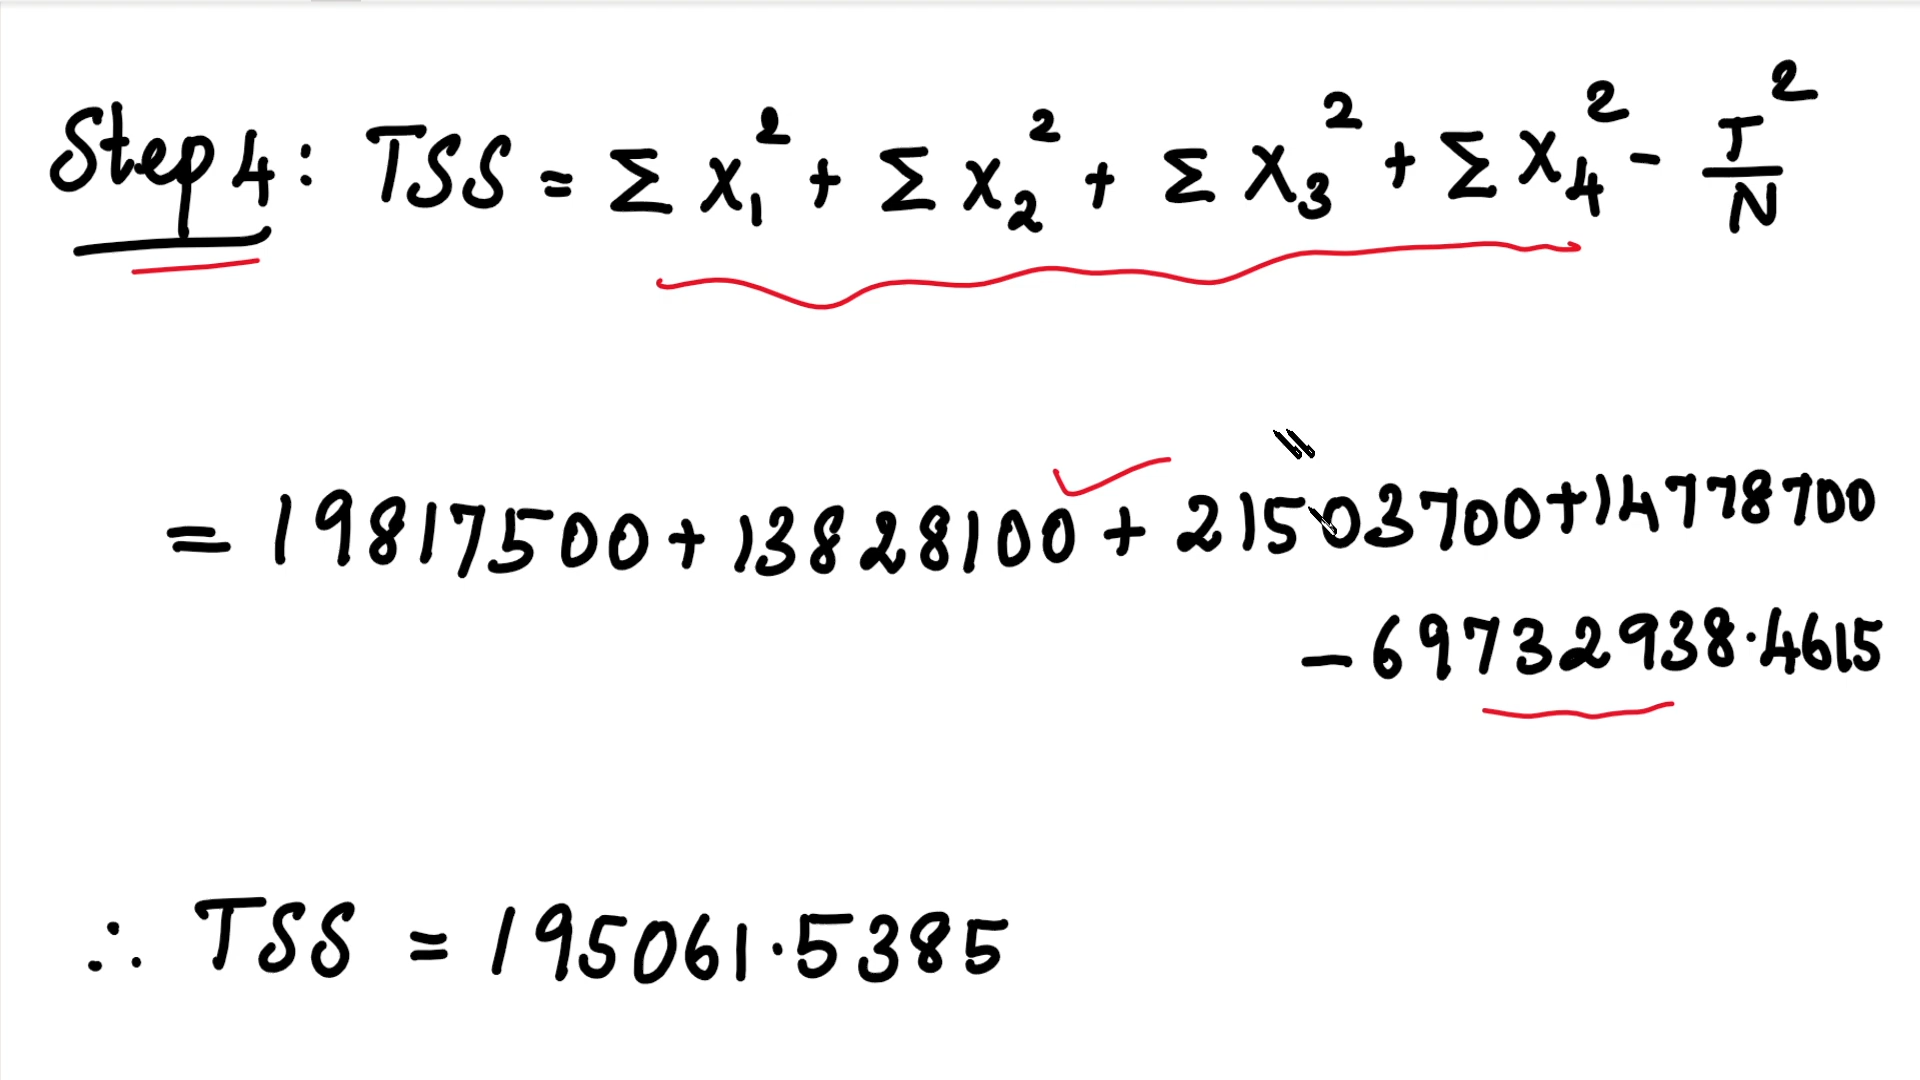 Step 4: TSS = Σ X₁² + Σ X₂² + Σ X₃² + Σ X₄² - T²/N
= 19817500 + 13828100 + 21503700 + 14778700
- 69732938.4615
∴ TSS = 195061.5385